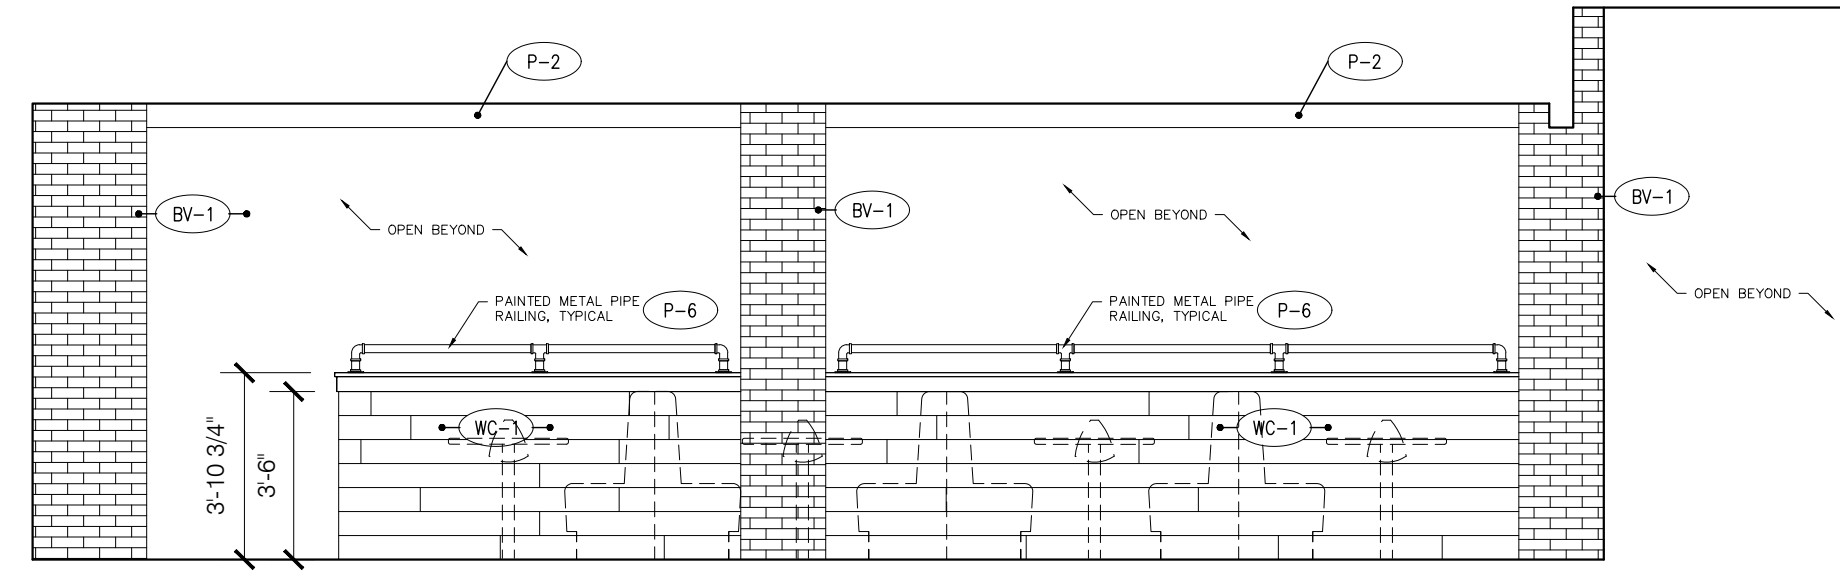 P-2
P-2
BV-1
BV-1
BV-1
OPEN BEYOND
OPEN BEYOND
OPEN BEYOND
PAINTED METAL PIPE
RAILING, TYPICAL
P-6
PAINTED METAL PIPE
RAILING, TYPICAL
P-6
3'-10 3/4"
3'-6"
WC-1
WC-1